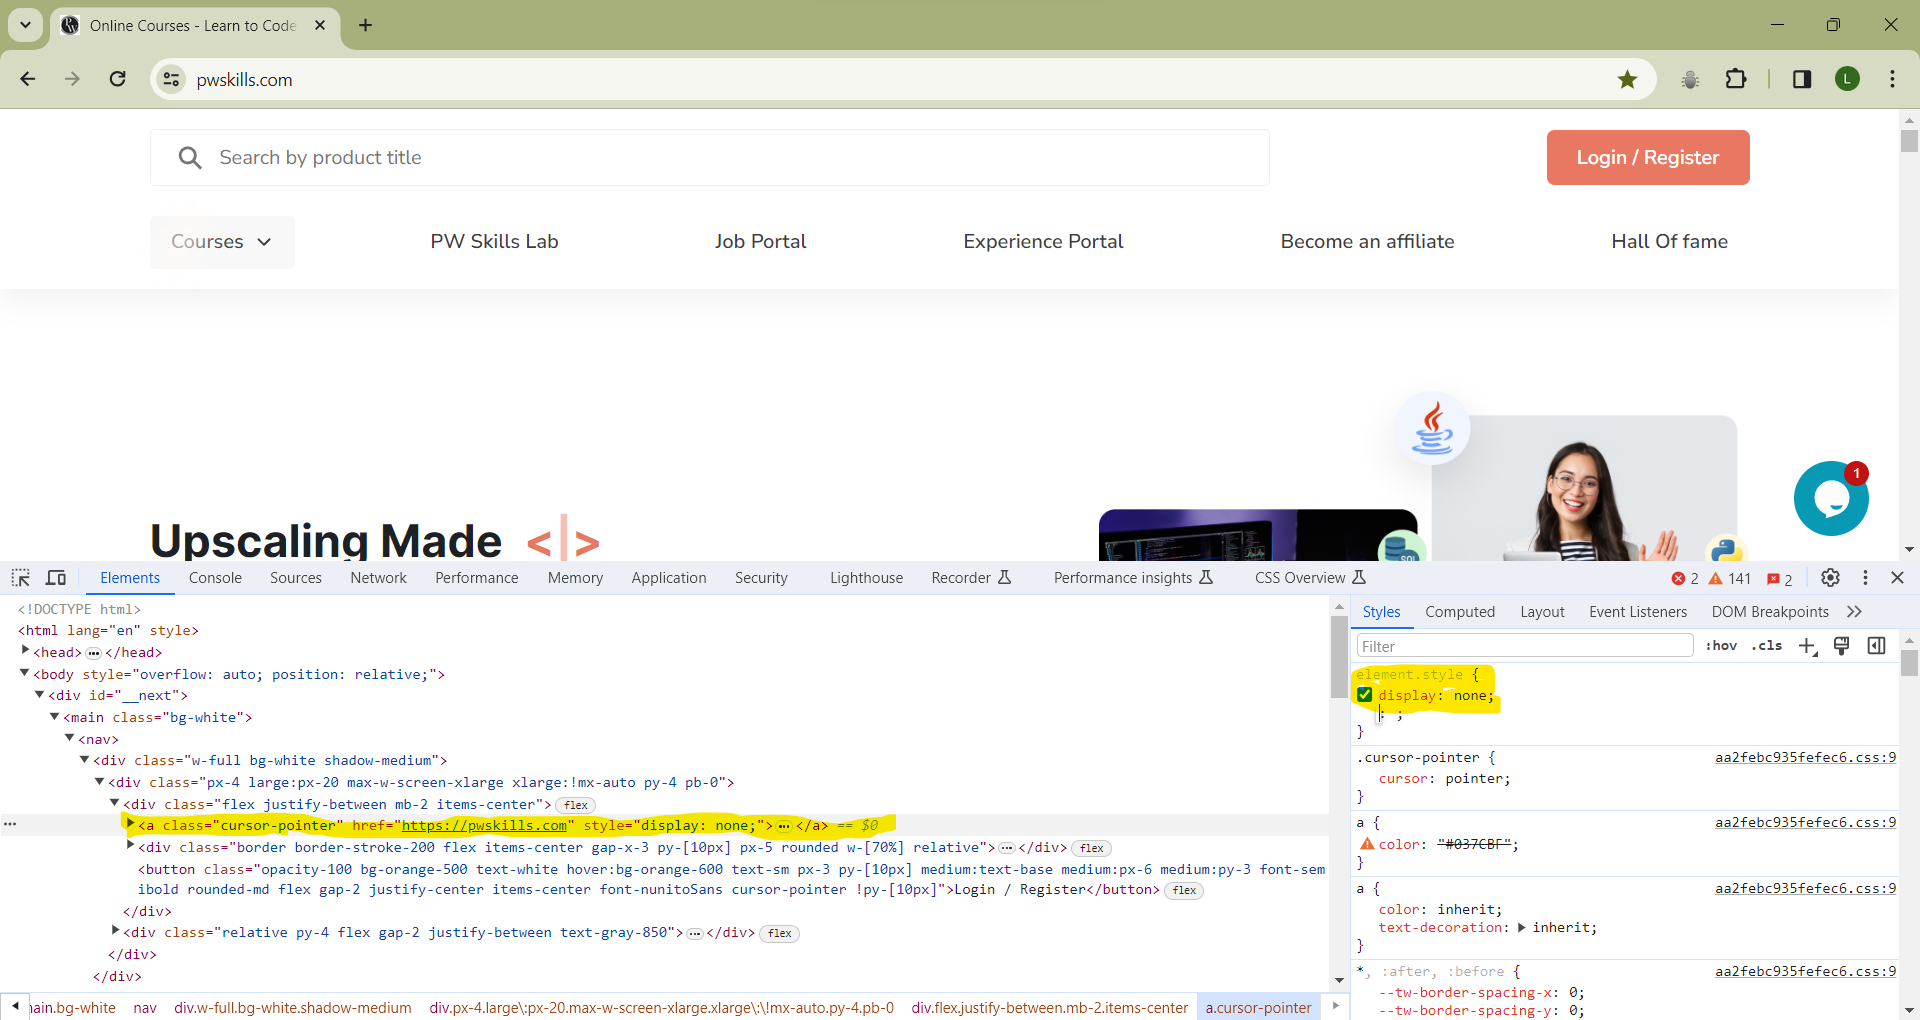 Online Courses - Learn to Code
pwskills.com
L
Search by product title
Login / Register
Courses
PW Skills Lab
Job Portal
Experience Portal
Become an affiliate
Hall Of fame
Upscaling Made </>
SQL
1
Elements
Console
Sources
Network
Performance
Memory
Application
Security
Lighthouse
Recorder
Performance insights
CSS Overview
2
141
2
<!DOCTYPE html>
<html lang="en" style>
<head> … </head>
<body style="overflow: auto; position: relative;">
<div id="__next">
<main class="bg-white">
<nav>
<div class="w-full bg-white shadow-medium">
<div class="px-4 large:px-20 max-w-screen-xlarge xlarge:!mx-auto py-4 pb-0">
<div class="flex justify-between mb-2 items-center"> flex
… <a class="cursor-pointer" href="https://pwskills.com" style="display: none;"> … </a> == $0
<div class="border border-stroke-200 flex items-center gap-x-3 py-[10px] px-5 rounded w-[70%] relative"> … </div> flex
<button class="opacity-100 bg-orange-500 text-white hover:bg-orange-600 text-sm px-3 py-[10px] medium:text-base medium:px-6 medium:py-3 font-sem
ibold rounded-md flex gap-2 justify-center items-center font-nunitoSans cursor-pointer !py-[10px]">Login / Register</button> flex
</div>
<div class="relative py-4 flex gap-2 justify-between text-gray-850"> … </div> flex
</div>
</div>
nain.bg-white nav div.w-full.bg-white.shadow-medium div.px-4.large\:px-20.max-w-screen-xlarge.xlarge\:\!mx-auto.py-4.pb-0 div.flex.justify-between.mb-2.items-center a.cursor-pointer
Styles
Computed
Layout
Event Listeners
DOM Breakpoints
Filter
:hov
.cls
element.style {
display: none;
: ;
}
.cursor-pointer {
aa2febc935fefec6.css:9
cursor: pointer;
}
a {
aa2febc935fefec6.css:9
color: "#037CBF";
}
a {
aa2febc935fefec6.css:9
color: inherit;
text-decoration: inherit;
}
*, :after, :before {
aa2febc935fefec6.css:9
--tw-border-spacing-x: 0;
--tw-border-spacing-y: 0;